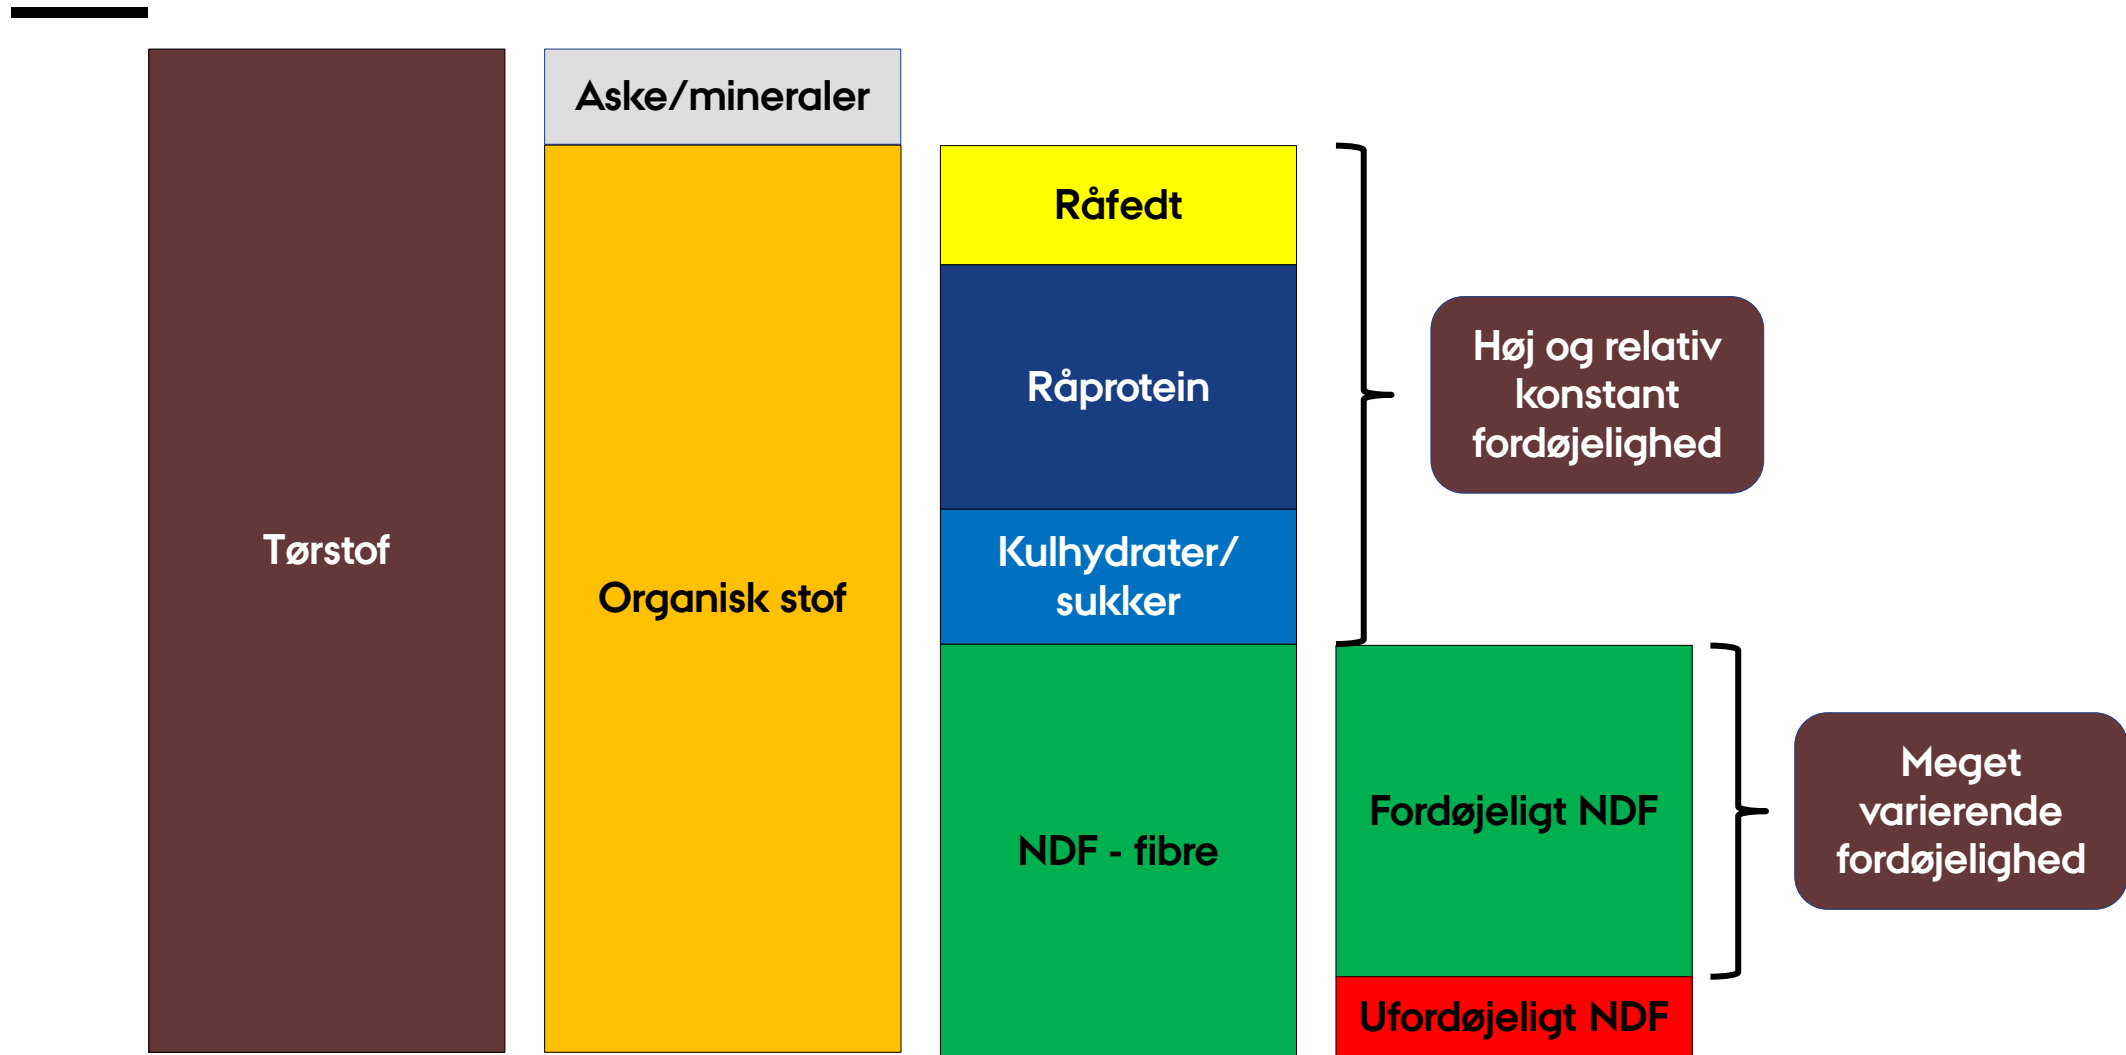 Tørstof
Aske/mineraler
Organisk stof
Råfedt
Råprotein
Kulhydrater/
sukker
NDF - fibre
Høj og relativ
konstant
fordøjelighed
Fordøjeligt NDF
Ufordøjeligt NDF
Meget
varierende
fordøjelighed